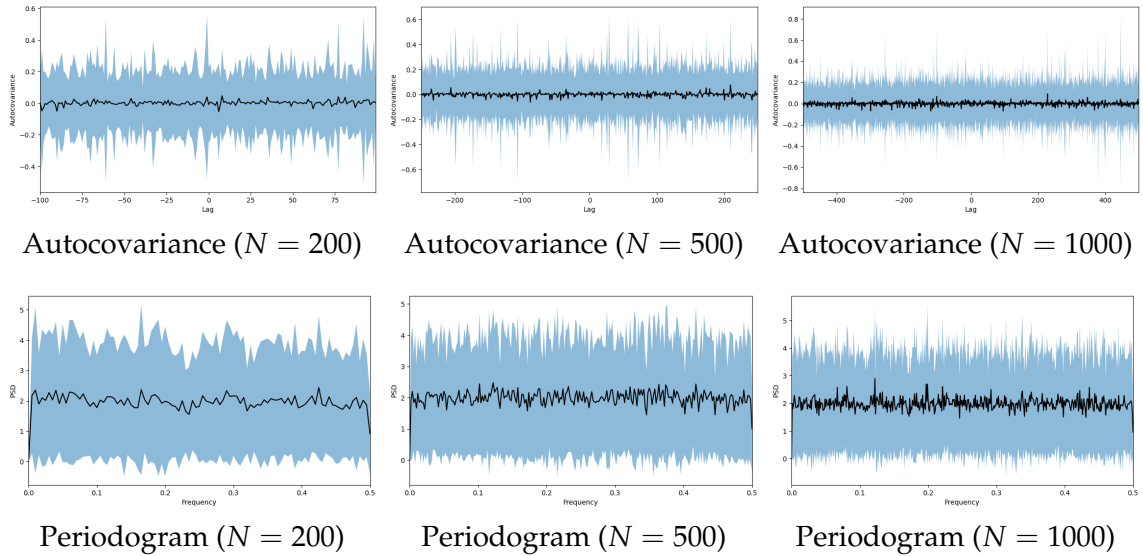 0.6
0.4
0.2
0.0
−0.2
−0.4
Autocovariance
−100 −75 −50 −25 0 25 50 75
Lag
Autocovariance (N = 200)
0.6
0.4
0.2
0.0
−0.2
−0.4
−0.6
Autocovariance
−200 −100 0 100 200
Lag
Autocovariance (N = 500)
0.8
0.6
0.4
0.2
0.0
−0.2
−0.4
−0.6
−0.8
Autocovariance
−400 −200 0 200 400
Lag
Autocovariance (N = 1000)
5
4
3
2
1
0
PSD
0.0 0.1 0.2 0.3 0.4 0.5
Frequency
Periodogram (N = 200)
5
4
3
2
1
0
PSD
0.0 0.1 0.2 0.3 0.4 0.5
Frequency
Periodogram (N = 500)
5
4
3
2
1
0
PSD
0.0 0.1 0.2 0.3 0.4 0.5
Frequency
Periodogram (N = 1000)